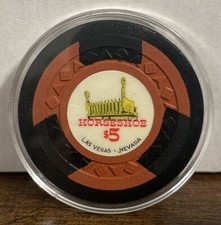 HORSESHOE
$5
LAS VEGAS • NEVADA